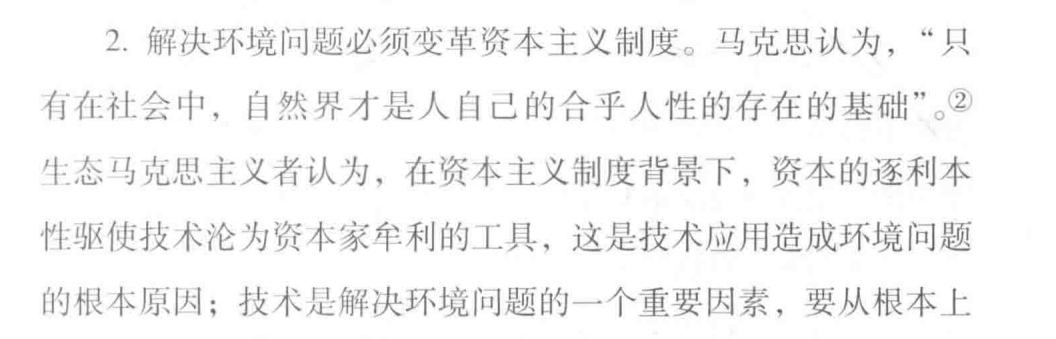 2. 解决环境问题必须变革资本主义制度。马克思认为，“只
有在社会中，自然界才是人自己的合乎人性的存在的基础”。②
生态马克思主义者认为，在资本主义制度背景下，资本的逐利本
性驱使技术沦为资本家牟利的工具，这是技术应用造成环境问题
的根本原因；技术是解决环境问题的一个重要因素，要从根本上